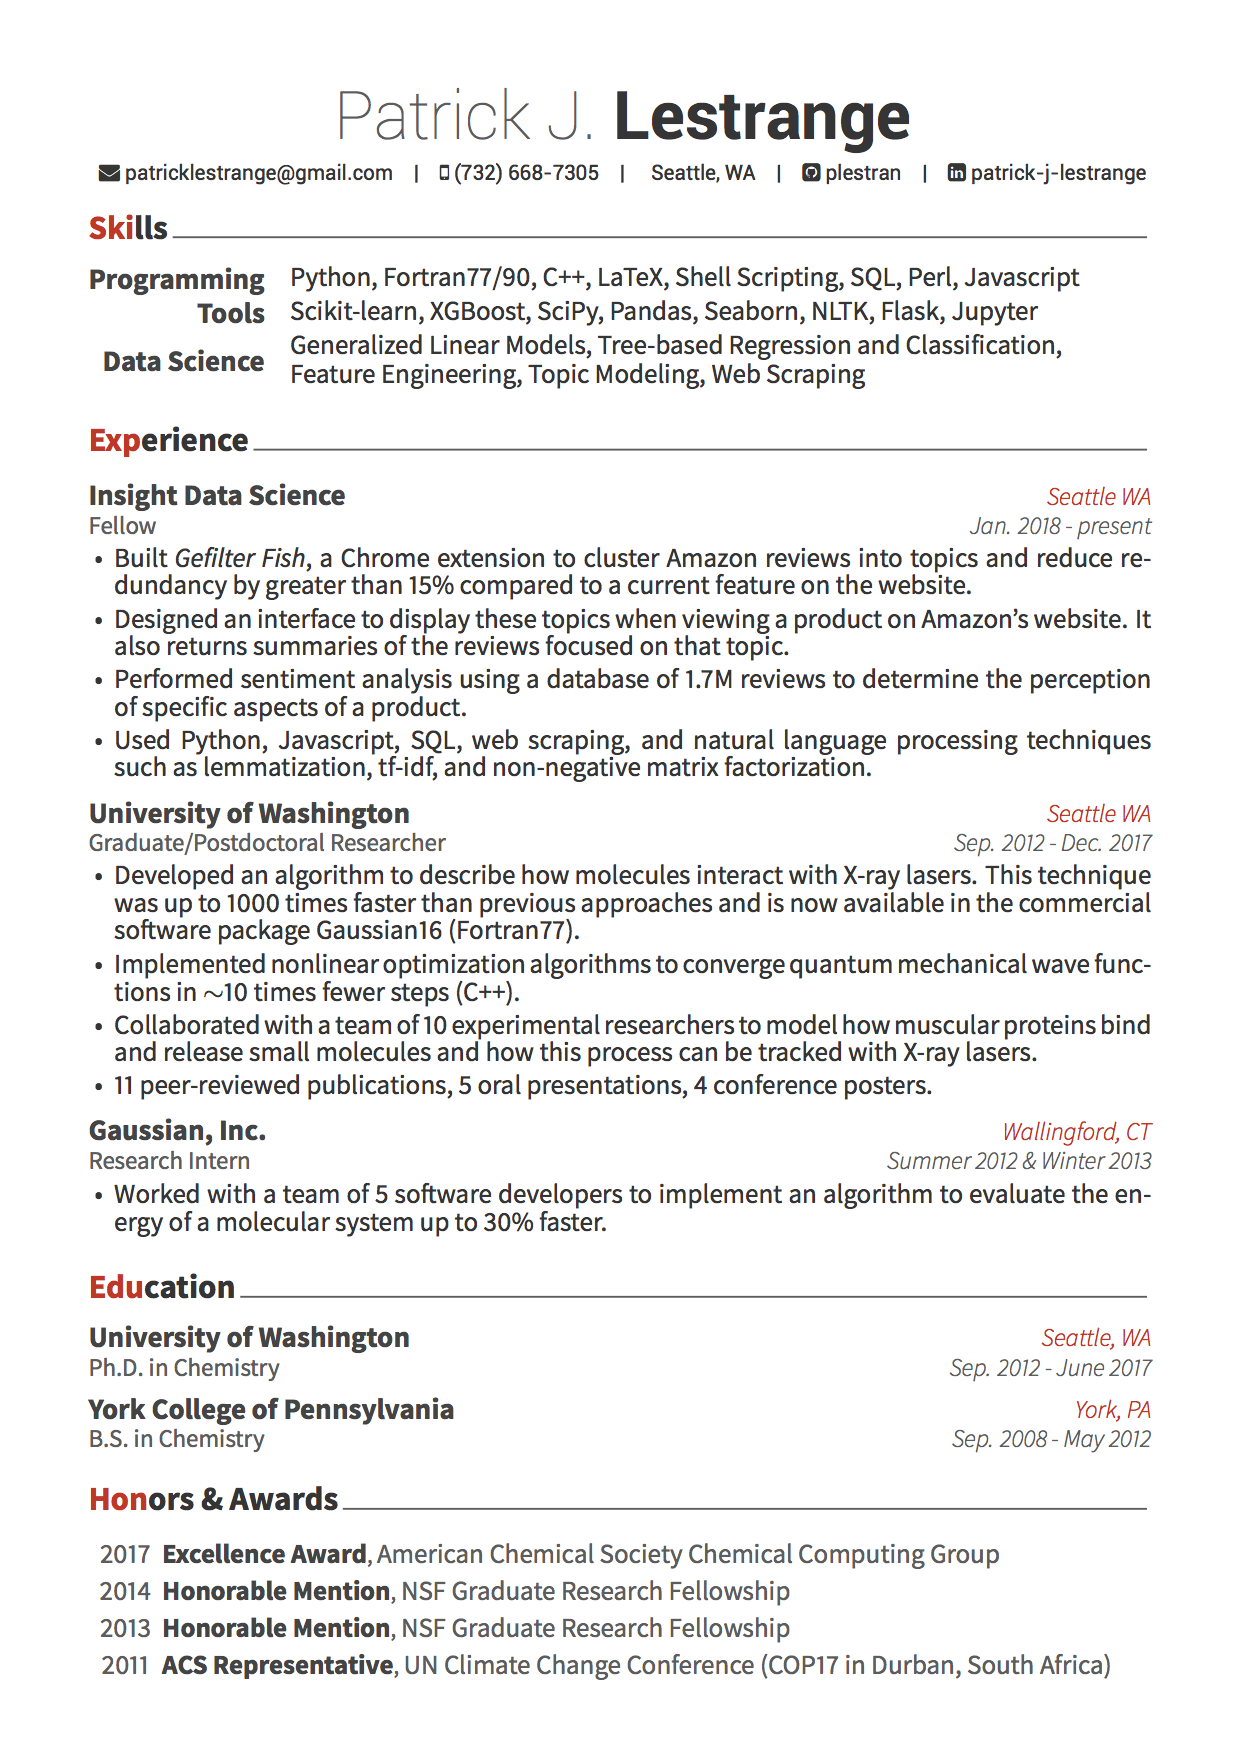 Patrick J. Lestrange
patricklestrange@gmail.com | (732) 668-7305 | Seattle, WA | plestran | patrick-j-lestrange
Skills
Programming Python, Fortran77/90, C++, LaTeX, Shell Scripting, SQL, Perl, Javascript
Tools Scikit-learn, XGBoost, SciPy, Pandas, Seaborn, NLTK, Flask, Jupyter
Data Science Generalized Linear Models, Tree-based Regression and Classification,
Feature Engineering, Topic Modeling, Web Scraping
Experience
Insight Data Science Seattle WA
Fellow Jan. 2018 - present
• Built Gefilter Fish, a Chrome extension to cluster Amazon reviews into topics and reduce re-
dundancy by greater than 15% compared to a current feature on the website.
• Designed an interface to display these topics when viewing a product on Amazon’s website. It
also returns summaries of the reviews focused on that topic.
• Performed sentiment analysis using a database of 1.7M reviews to determine the perception
of specific aspects of a product.
• Used Python, Javascript, SQL, web scraping, and natural language processing techniques
such as lemmatization, tf-idf, and non-negative matrix factorization.
University of Washington Seattle WA
Graduate/Postdoctoral Researcher Sep. 2012 - Dec. 2017
• Developed an algorithm to describe how molecules interact with X-ray lasers. This technique
was up to 1000 times faster than previous approaches and is now available in the commercial
software package Gaussian16 (Fortran77).
• Implemented nonlinear optimization algorithms to converge quantum mechanical wave func-
tions in ~10 times fewer steps (C++).
• Collaborated with a team of 10 experimental researchers to model how muscular proteins bind
and release small molecules and how this process can be tracked with X-ray lasers.
• 11 peer-reviewed publications, 5 oral presentations, 4 conference posters.
Gaussian, Inc. Wallingford, CT
Research Intern Summer 2012 & Winter 2013
• Worked with a team of 5 software developers to implement an algorithm to evaluate the en-
ergy of a molecular system up to 30% faster.
Education
University of Washington Seattle, WA
Ph.D. in Chemistry Sep. 2012 - June 2017
York College of Pennsylvania York, PA
B.S. in Chemistry Sep. 2008 - May 2012
Honors & Awards
2017 Excellence Award, American Chemical Society Chemical Computing Group
2014 Honorable Mention, NSF Graduate Research Fellowship
2013 Honorable Mention, NSF Graduate Research Fellowship
2011 ACS Representative, UN Climate Change Conference (COP17 in Durban, South Africa)